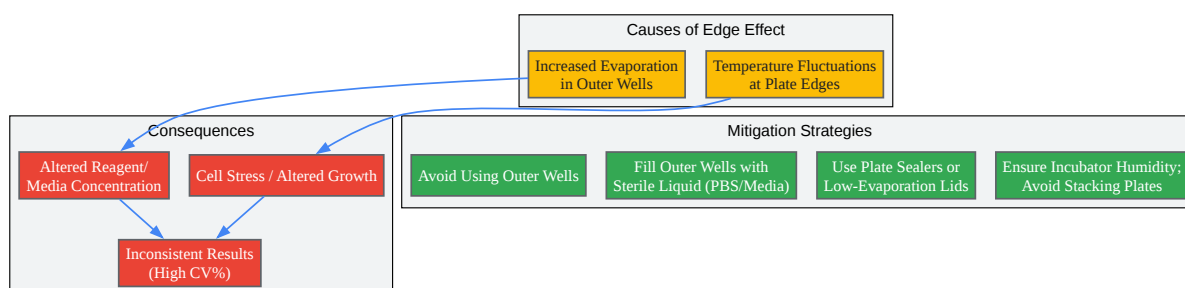 Causes of Edge Effect
Increased Evaporation
in Outer Wells
Temperature Fluctuations
at Plate Edges
Consequences
Altered Reagent/
Media Concentration
Cell Stress / Altered Growth
Inconsistent Results
(High CV%)
Mitigation Strategies
Avoid Using Outer Wells
Fill Outer Wells with
Sterile Liquid (PBS/Media)
Use Plate Sealers or
Low-Evaporation Lids
Ensure Incubator Humidity;
Avoid Stacking Plates